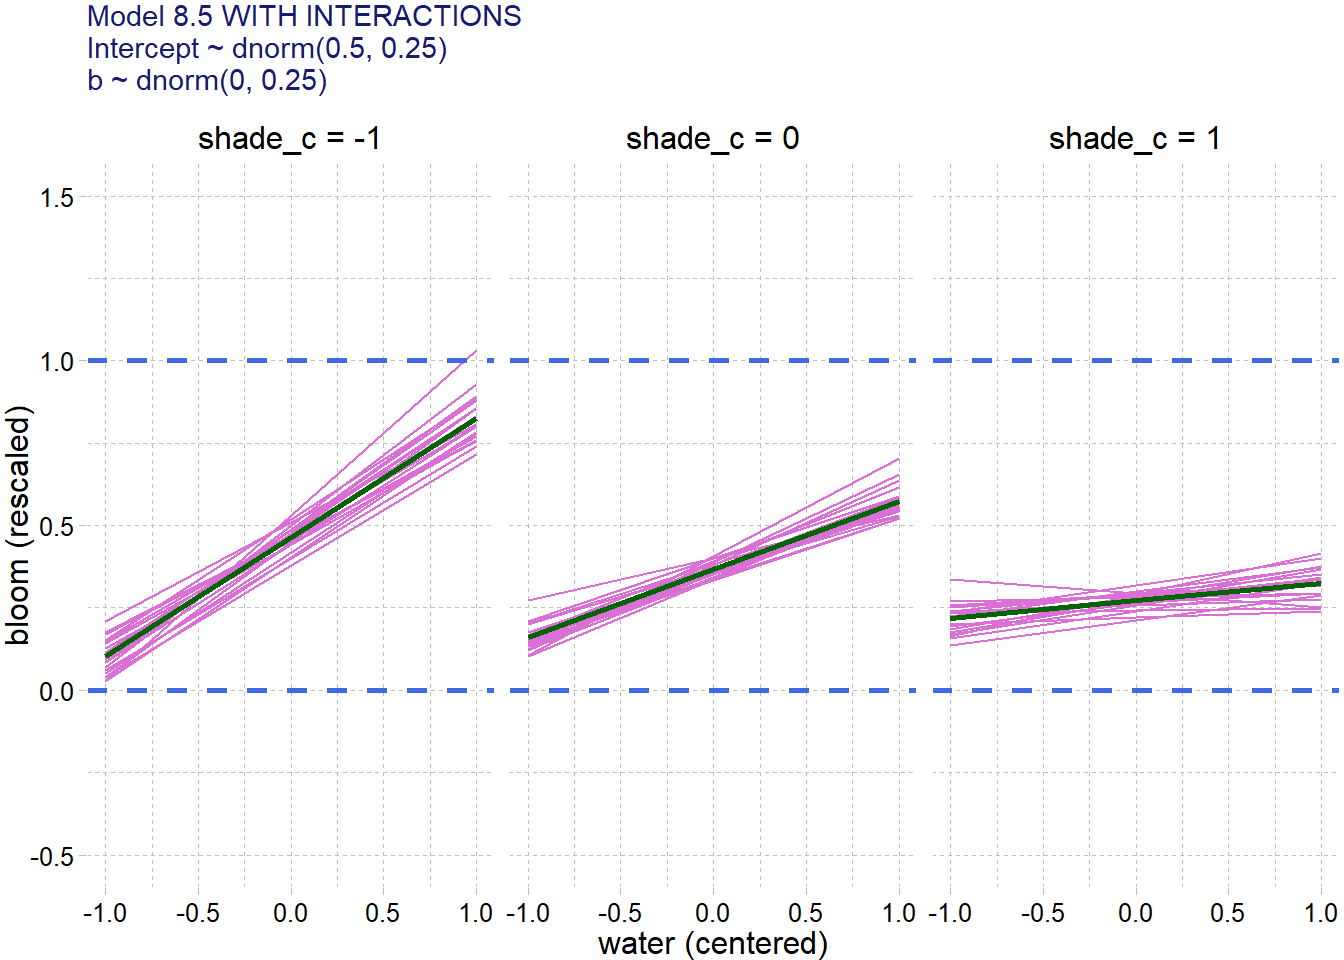 Model 8.5 WITH INTERACTIONS
Intercept ~ dnorm(0.5, 0.25)
b ~ dnorm(0, 0.25)
shade_c = -1
shade_c = 0
shade_c = 1
bloom (rescaled)
1.5
1.0
0.5
0.0
-0.5
-1.0 -0.5 0.0 0.5 1.0
-1.0 -0.5 0.0 0.5 1.0
-1.0 -0.5 0.0 0.5 1.0
water (centered)